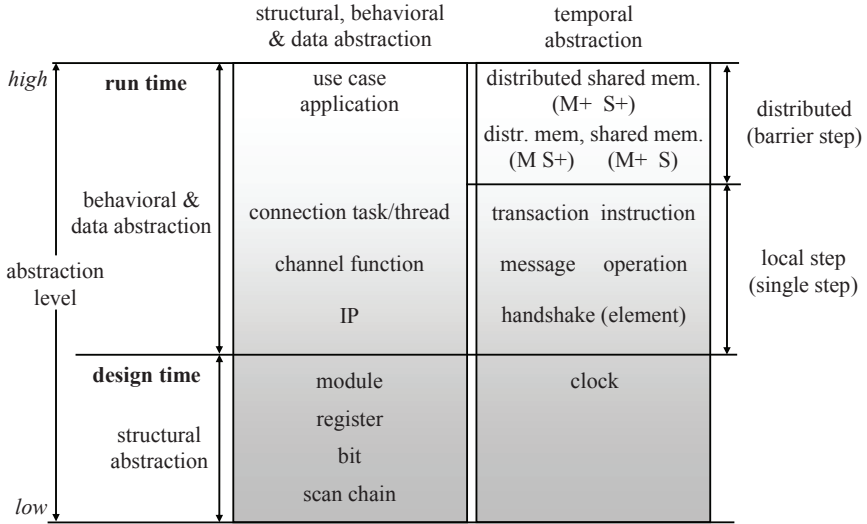 structural, behavioral
& data abstraction
temporal
abstraction
high
run time
use case
application
distributed shared mem.
(M+ S+)
distr. mem, shared mem.
(M S+) (M+ S)
distributed
(barrier step)
behavioral &
data abstraction
connection task/thread
transaction instruction
abstraction
level
channel function
message operation
local step
(single step)
IP
handshake (element)
design time
module
clock
structural
abstraction
register
bit
scan chain
low